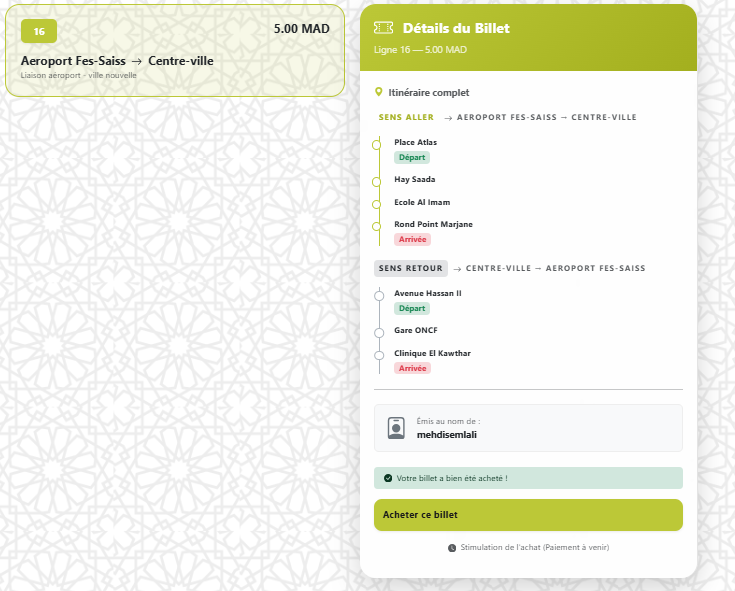 16
5.00 MAD
Aeroport Fes-Saiss → Centre-ville
Liaison aéroport - ville nouvelle
Détails du Billet
Ligne 16 — 5.00 MAD
Itinéraire complet
SENS ALLER → AEROPORT FES-SAISS → CENTRE-VILLE
Place Atlas
Départ
Hay Saada
Ecole Al Imam
Rond Point Marjane
Arrivée
SENS RETOUR → CENTRE-VILLE → AEROPORT FES-SAISS
Avenue Hassan II
Départ
Gare ONCF
Clinique El Kawthar
Arrivée
Émis au nom de :
mehdisemlali
Votre billet a bien été acheté !
Acheter ce billet
Stimulation de l'achat (Paiement à venir)